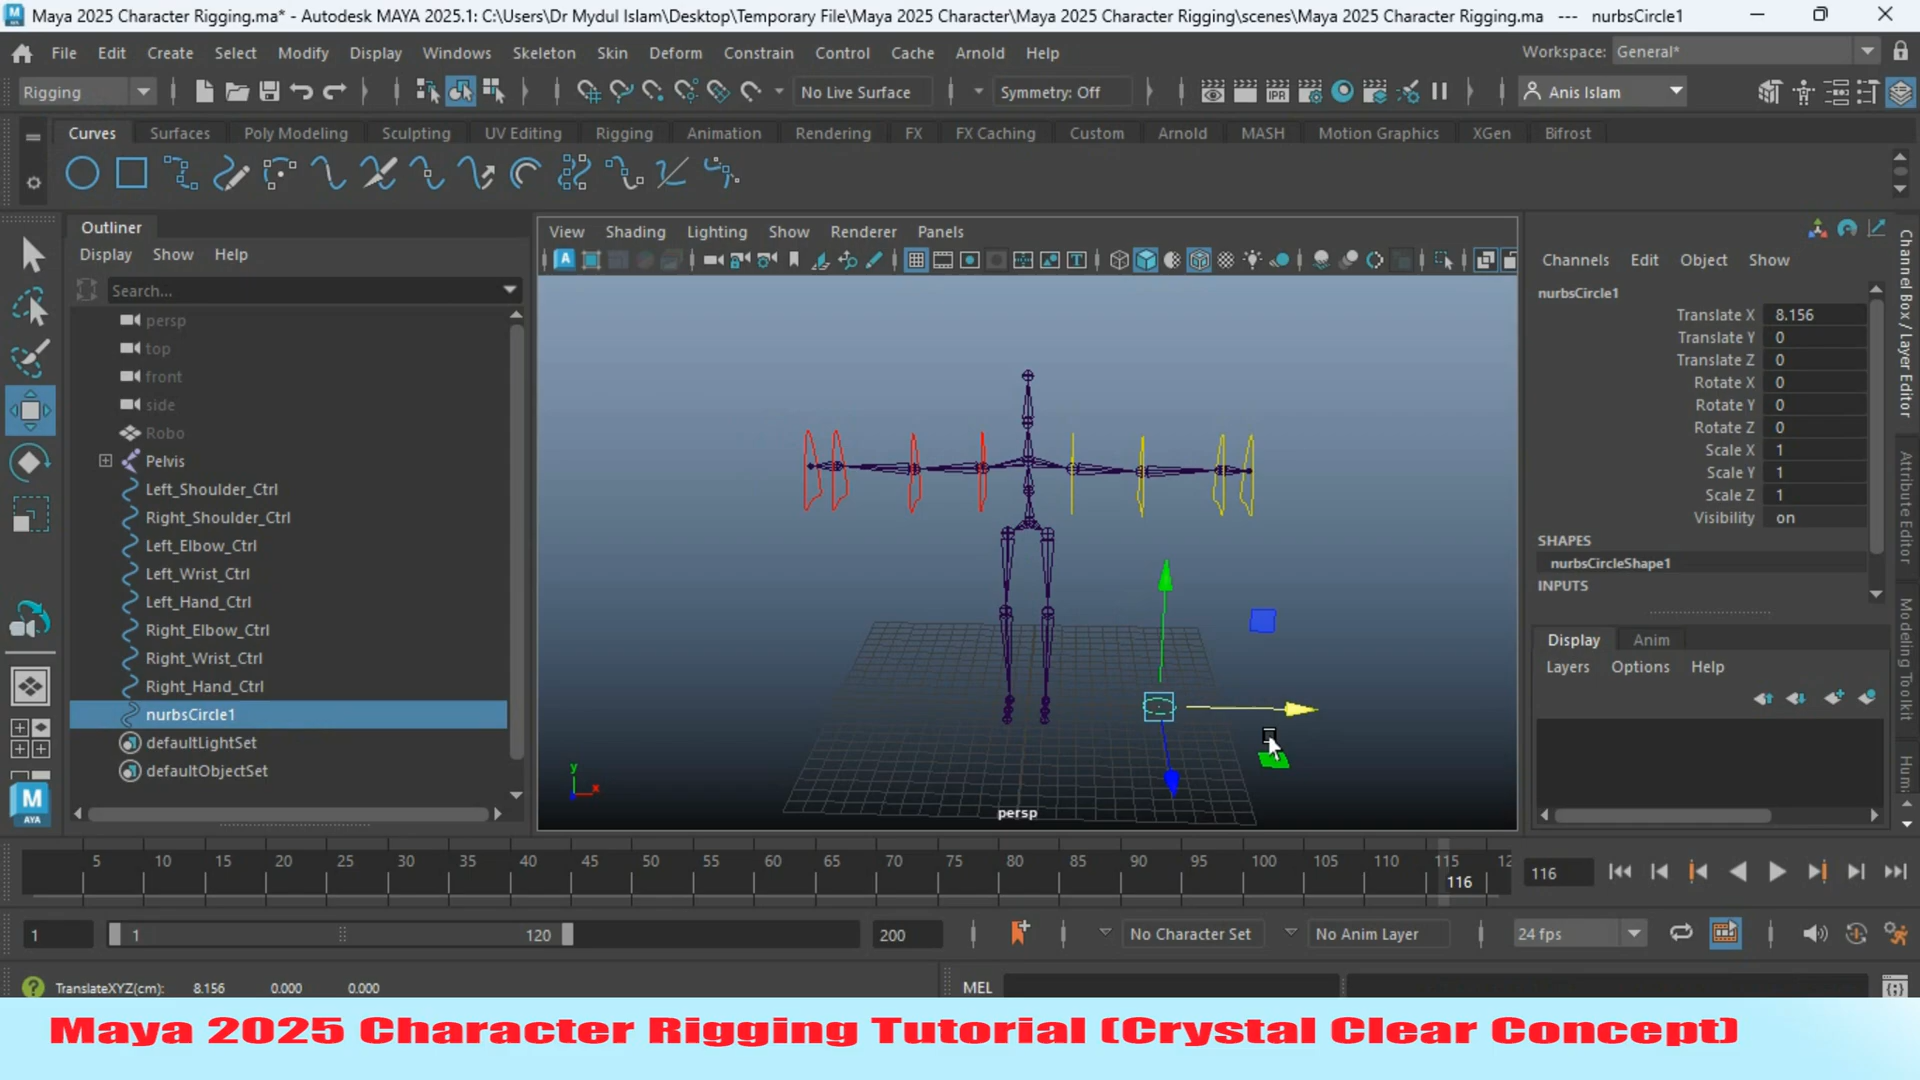 Maya 2025 Character Rigging.ma* - Autodesk MAYA 2025.1: C:\Users\Dr Mydul Islam\Desktop\Temporary File\Maya 2025 Character\Maya 2025 Character Rigging\scenes\Maya 2025 Character Rigging.ma --- nurbsCircle1
File Edit Create Select Modify Display Windows Skeleton Skin Deform Constrain Control Cache Arnold Help
Workspace: General*
Rigging
No Live Surface
Symmetry: Off
IPR
Anis Islam
Curves Surfaces Poly Modeling Sculpting UV Editing Rigging Animation Rendering FX FX Caching Custom Arnold MASH Motion Graphics XGen Bifrost
Outliner
Display Show Help
Search...
persp
top
front
side
Robo
Pelvis
Left_Shoulder_Ctrl
Right_Shoulder_Ctrl
Left_Elbow_Ctrl
Left_Wrist_Ctrl
Left_Hand_Ctrl
Right_Elbow_Ctrl
Right_Wrist_Ctrl
Right_Hand_Ctrl
nurbsCircle1
defaultLightSet
defaultObjectSet
M
AYA
View Shading Lighting Show Renderer Panels
y
x
persp
Channels Edit Object Show
nurbsCircle1
Translate X 8.156
Translate Y 0
Translate Z 0
Rotate X 0
Rotate Y 0
Rotate Z 0
Scale X 1
Scale Y 1
Scale Z 1
Visibility on
SHAPES
nurbsCircleShape1
INPUTS
Display Anim
Layers Options Help
Channel Box / Layer Editor
Attribute Editor
Modeling Toolkit
Humi
5 10 15 20 25 30 35 40 45 50 55 60 65 70 75 80 85 90 95 100 105 110 115 12
116
116
1
1
120
200
No Character Set
No Anim Layer
24 fps
TranslateXYZ(cm): 8.156 0.000 0.000
MEL
Maya 2025 Character Rigging Tutorial (Crystal Clear Concept)